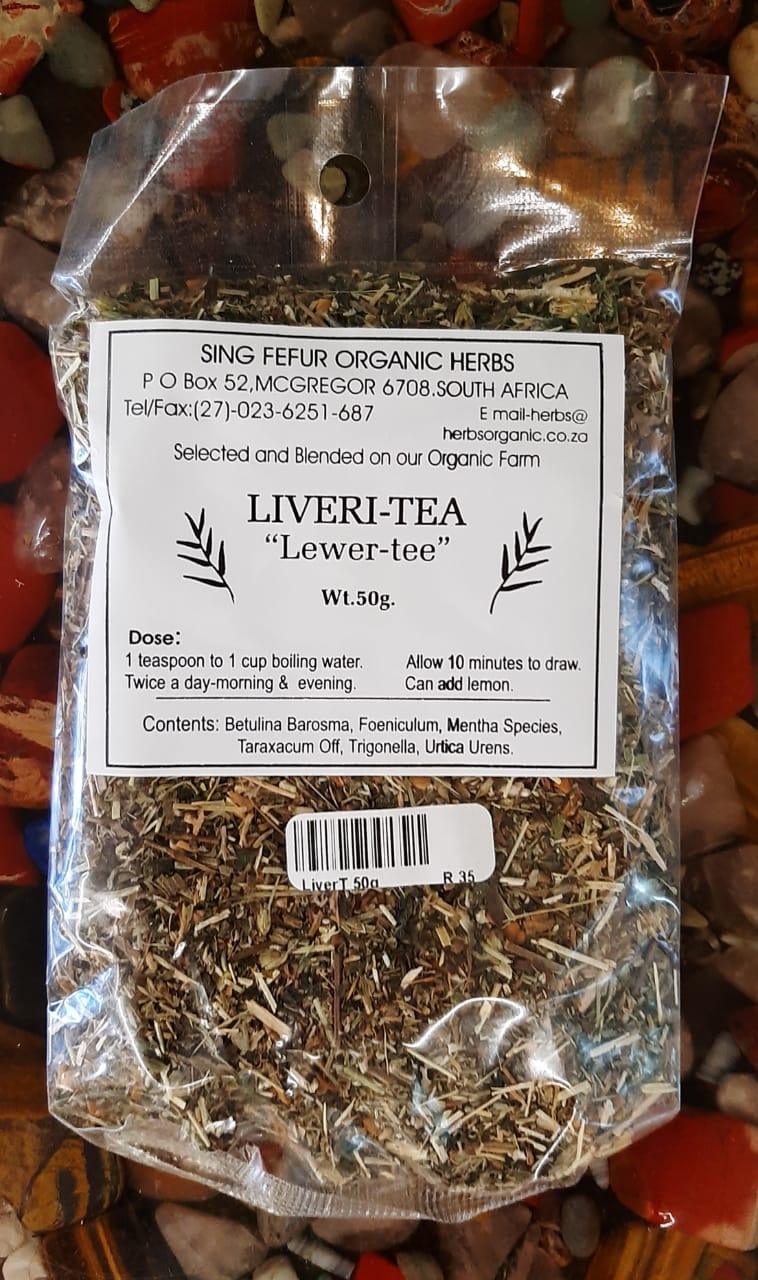 SING FEFUR ORGANIC HERBS
P O Box 52,MCGREGOR 6708.SOUTH AFRICA
Tel/Fax:(27)-023-6251-687 E mail-herbs@
herbsorganic.co.za
Selected and Blended on our Organic Farm
LIVERI-TEA
“Lewer-tee”
Wt.50g.
Dose:
1 teaspoon to 1 cup boiling water. Allow 10 minutes to draw.
Twice a day-morning & evening. Can add lemon.
Contents: Betulina Barosma, Foeniculum, Mentha Species,
Taraxacum Off, Trigonella, Urtica Urens.
LiverT 50g R 35